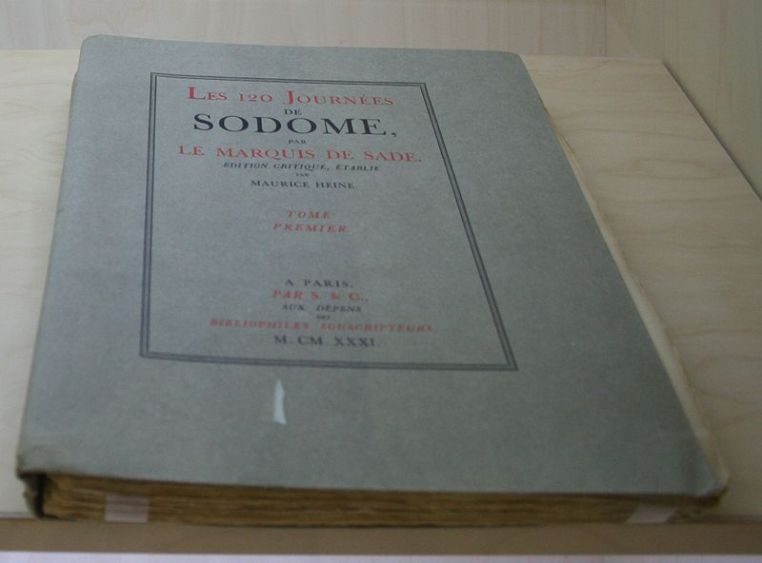 LES 120 JOURNÉES
DE
SODOME,
PAR
LE MARQUIS DE SADE.
ÉDITION CRITIQUE, ÉTABLIE
PAR
MAURICE HEINE
TOME
PREMIER
A PARIS,
PAR S. & C.,
AUX DÉPENS
DES
BIBLIOPHILES SOUSCRIPTEURS
M. CM. XXXI.